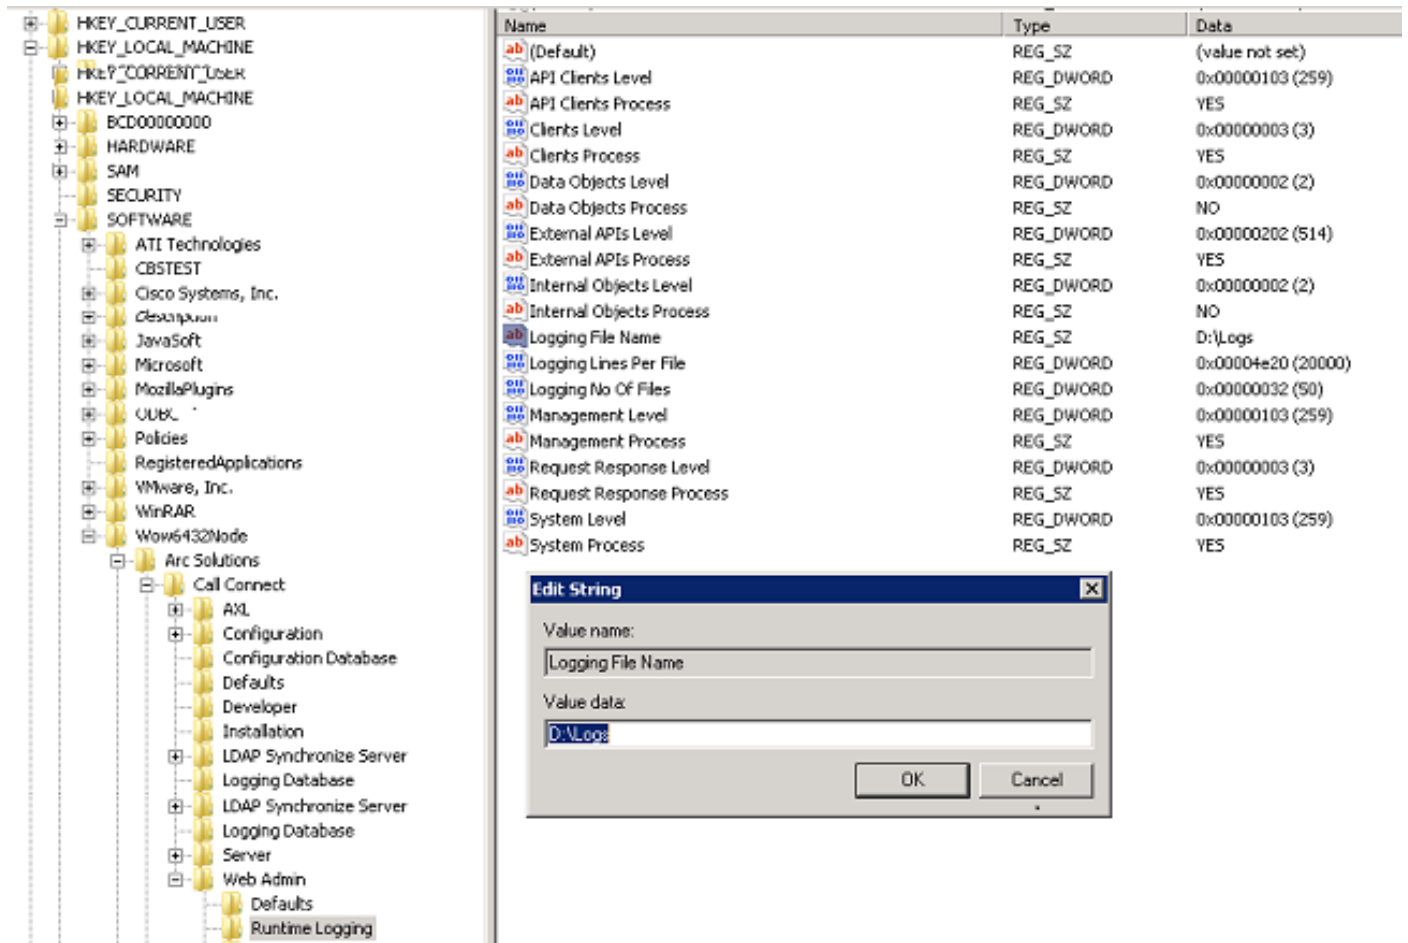 HKEY_CURRENT_USER
HKEY_LOCAL_MACHINE
HKEY_CURRENT_USER
HKEY_LOCAL_MACHINE
BCD00000000
HARDWARE
SAM
SECURITY
SOFTWARE
ATI Technologies
CBSTEST
Cisco Systems, Inc.
Description
JavaSoft
Microsoft
MozillaPlugins
ODBC
Policies
RegisteredApplications
VMware, Inc.
WinRAR
Wow6432Node
Arc Solutions
Call Connect
AXL
Configuration
Configuration Database
Defaults
Developer
Installation
LDAP Synchronize Server
Logging Database
LDAP Synchronize Server
Logging Database
Server
Web Admin
Defaults
Runtime Logging
Name Type Data
(Default) REG_SZ (value not set)
API Clients Level REG_DWORD 0x00000103 (259)
API Clients Process REG_SZ YES
Clients Level REG_DWORD 0x00000003 (3)
Clients Process REG_SZ YES
Data Objects Level REG_DWORD 0x00000002 (2)
Data Objects Process REG_SZ NO
External APIs Level REG_DWORD 0x00000202 (514)
External APIs Process REG_SZ YES
Internal Objects Level REG_DWORD 0x00000002 (2)
Internal Objects Process REG_SZ NO
Logging File Name REG_SZ D:\Logs
Logging Lines Per File REG_DWORD 0x00004e20 (20000)
Logging No Of Files REG_DWORD 0x00000032 (50)
Management Level REG_DWORD 0x00000103 (259)
Management Process REG_SZ YES
Request Response Level REG_DWORD 0x00000003 (3)
Request Response Process REG_SZ YES
System Level REG_DWORD 0x00000103 (259)
System Process REG_SZ YES
Edit String
Value name:
Logging File Name
Value data:
D:\Logs
OK Cancel